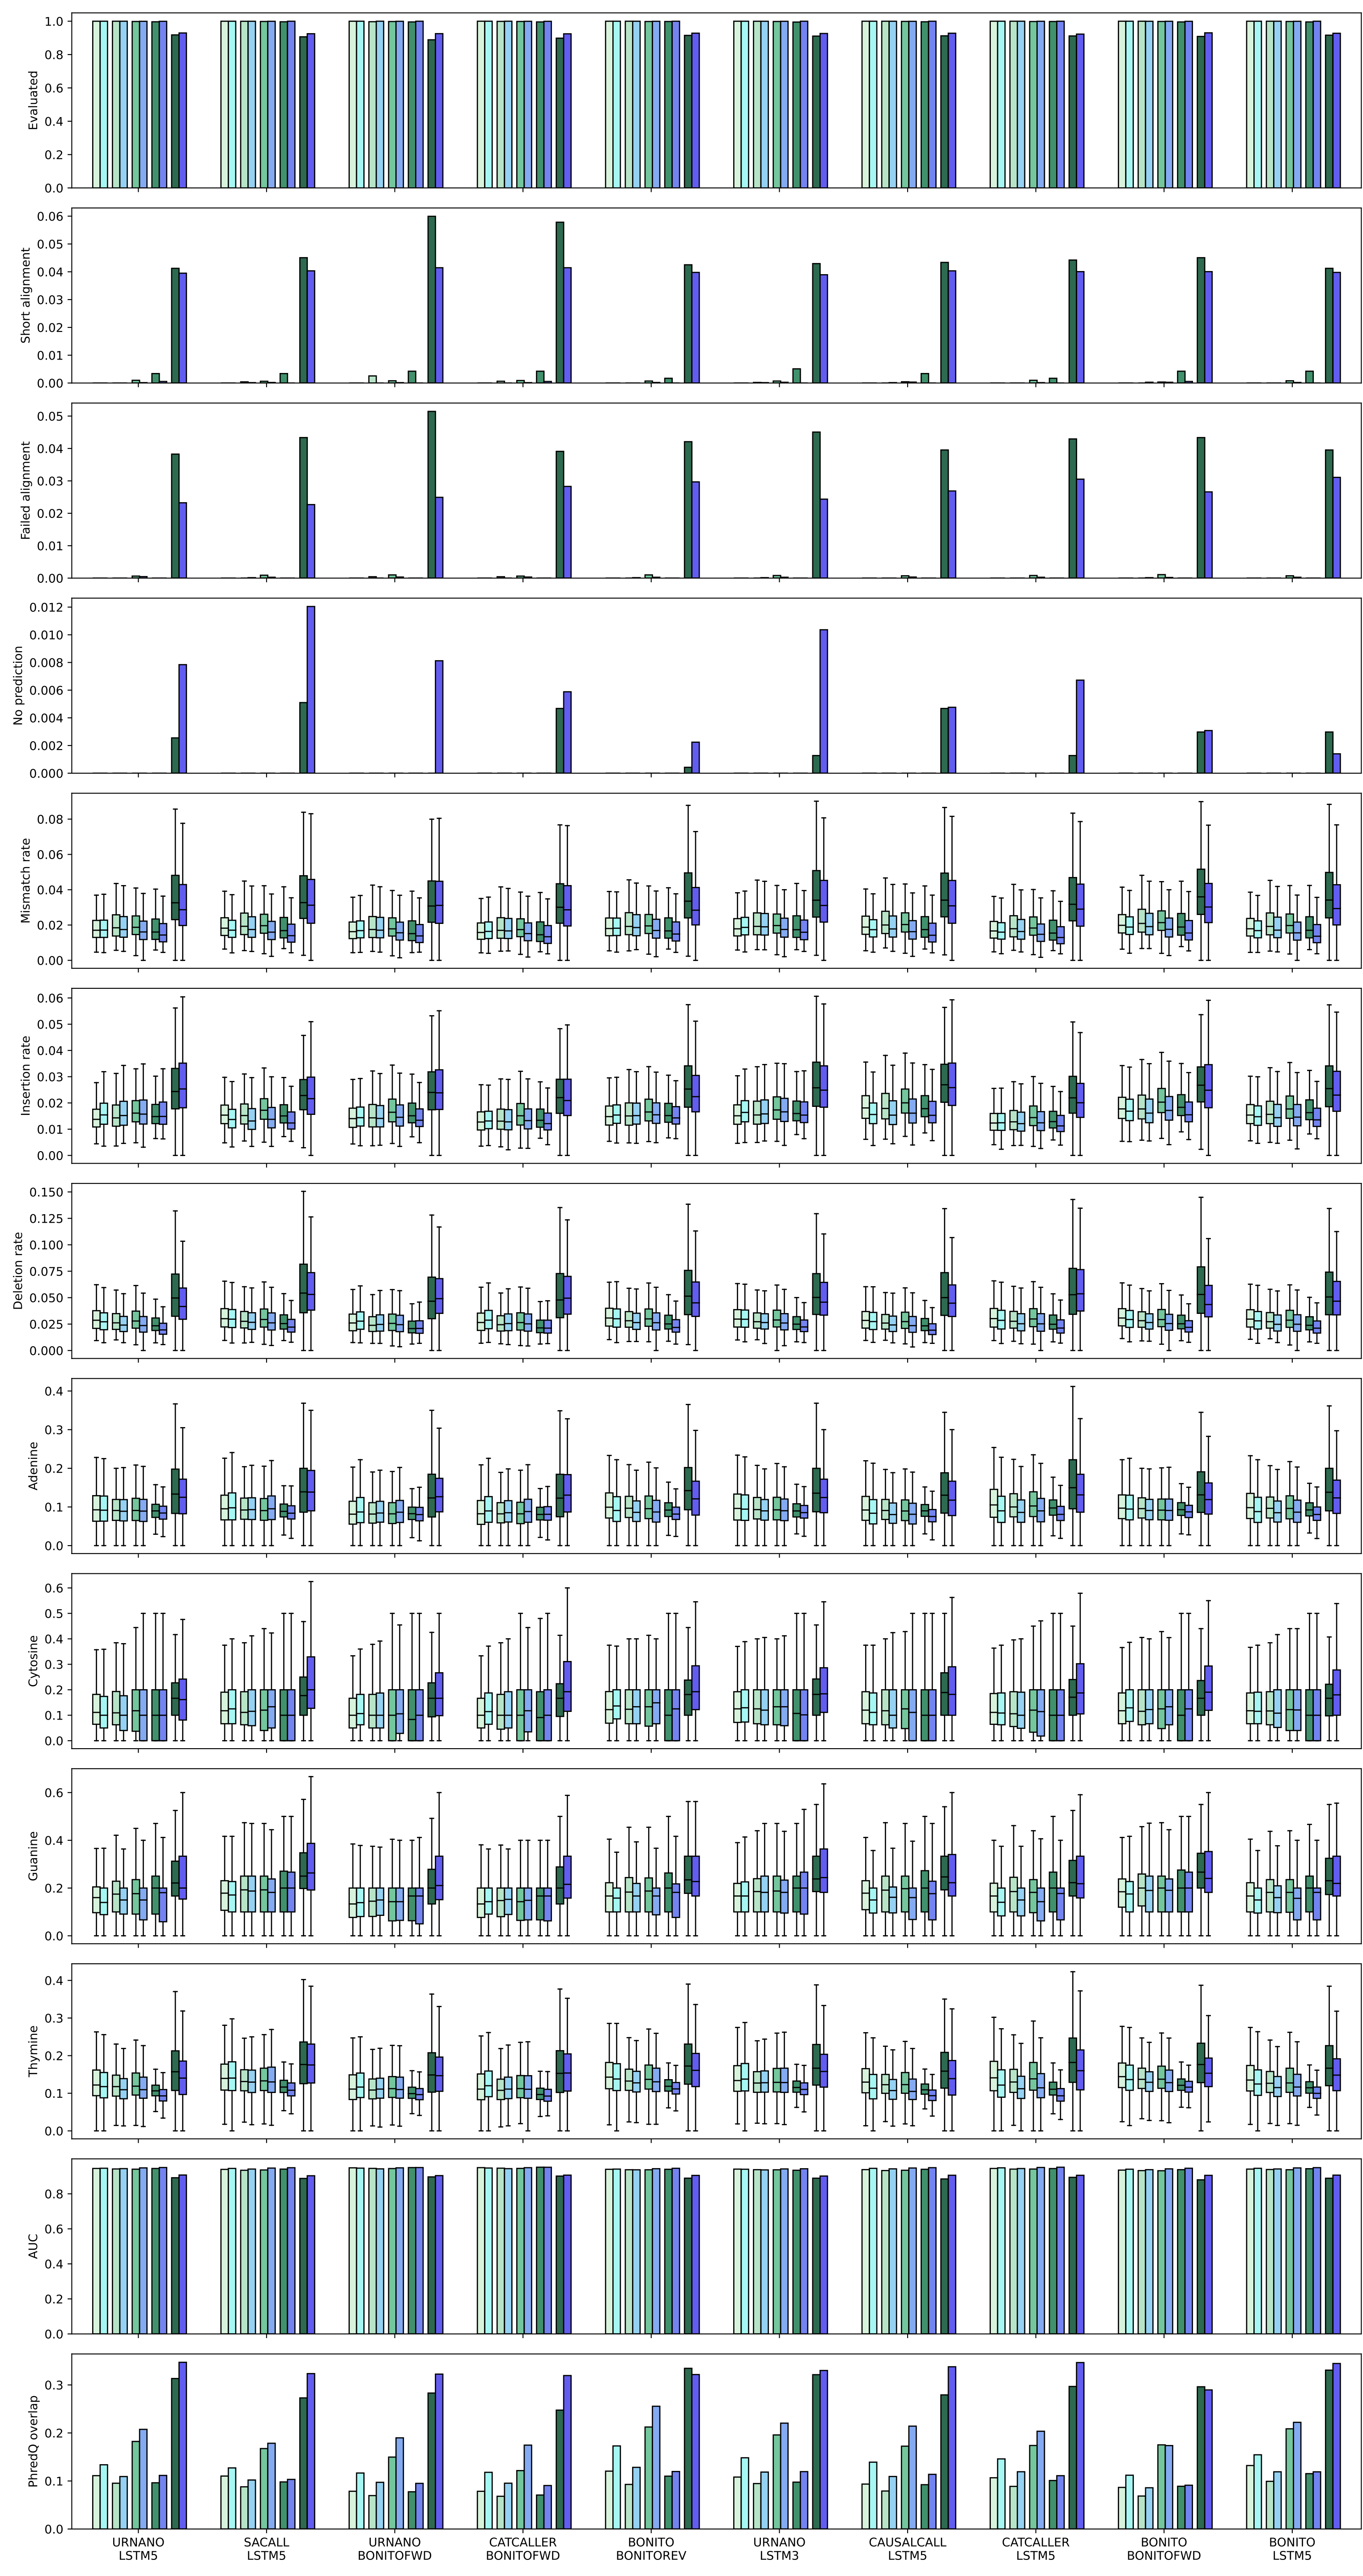 1.0
0.8
0.6
0.4
0.2
0.0
Evaluated
0.06
0.05
0.04
0.03
0.02
0.01
0.00
Short alignment
0.05
0.04
0.03
0.02
0.01
0.00
Failed alignment
0.012
0.010
0.008
0.006
0.004
0.002
0.000
No prediction
0.08
0.06
0.04
0.02
0.00
Mismatch rate
0.06
0.05
0.04
0.03
0.02
0.01
0.00
Insertion rate
0.150
0.125
0.100
0.075
0.050
0.025
0.000
Deletion rate
0.4
0.3
0.2
0.1
0.0
Adenine
0.6
0.5
0.4
0.3
0.2
0.1
0.0
Cytosine
0.6
0.4
0.2
0.0
Guanine
0.4
0.3
0.2
0.1
0.0
Thymine
0.8
0.6
0.4
0.2
0.0
AUC
0.3
0.2
0.1
0.0
PhredQ overlap
URNANO
LSTM5
SACALL
LSTM5
URNANO
BONITOFWD
CATCALLER
BONITOFWD
BONITO
BONITOREV
URNANO
LSTM3
CAUSALCALL
LSTM5
CATCALLER
LSTM5
BONITO
BONITOFWD
BONITO
LSTM5